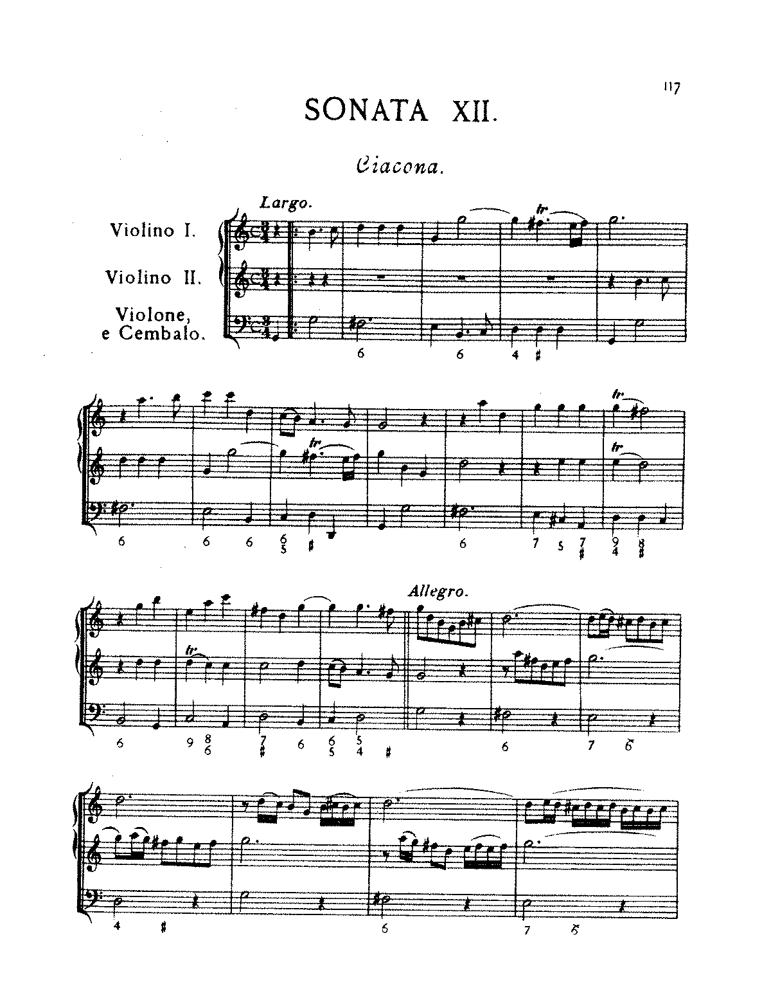 117
SONATA XII.
Ciacona.
Largo.
Violino I.
tr
Violino II.
Violone,
e Cembalo.
6 6 4 #
tr
tr
tr
6 6 6 6 # 6 7 5 7 9 8
5 # 4 #
Allegro.
tr
6 9 8 7 6 6 5 # 6 7 6
6 # 5 4
4 # 6 7 6